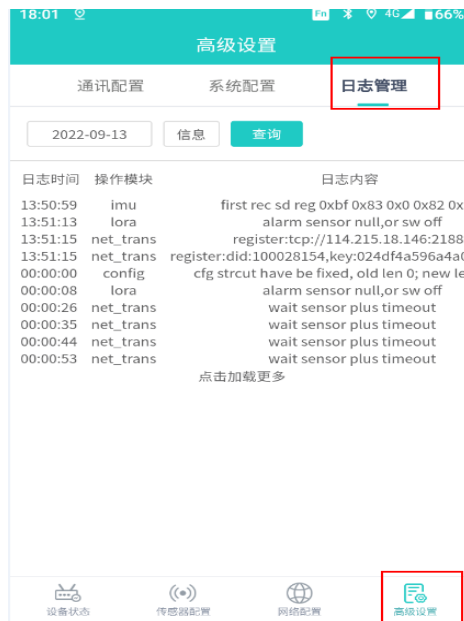 18:01 Fn 4G 66%
高级设置
通讯配置 系统配置 日志管理
2022-09-13 信息 查询
日志时间 操作模块 日志内容
13:50:59 imu first rec sd reg 0xbf 0x83 0x0 0x82 0x
13:51:13 lora alarm sensor null,or sw off
13:51:15 net_trans register:tcp://114.215.18.146:2188
13:51:15 net_trans register:did:100028154,key:024df4a596a4a0
00:00:00 config cfg strcut have be fixed, old len 0; new le
00:00:08 lora alarm sensor null,or sw off
00:00:26 net_trans wait sensor plus timeout
00:00:35 net_trans wait sensor plus timeout
00:00:44 net_trans wait sensor plus timeout
00:00:53 net_trans wait sensor plus timeout
点击加载更多
设备状态 传感器配置 网络配置 高级设置